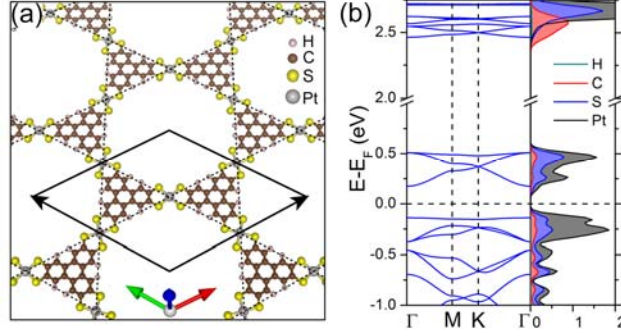 (a)
H
C
S
Pt
(b)
E-E_F (eV)
2.5
2.0
0.5
0.0
-0.5
-1.0
H
C
S
Pt
Γ M K Γ 0 1 2